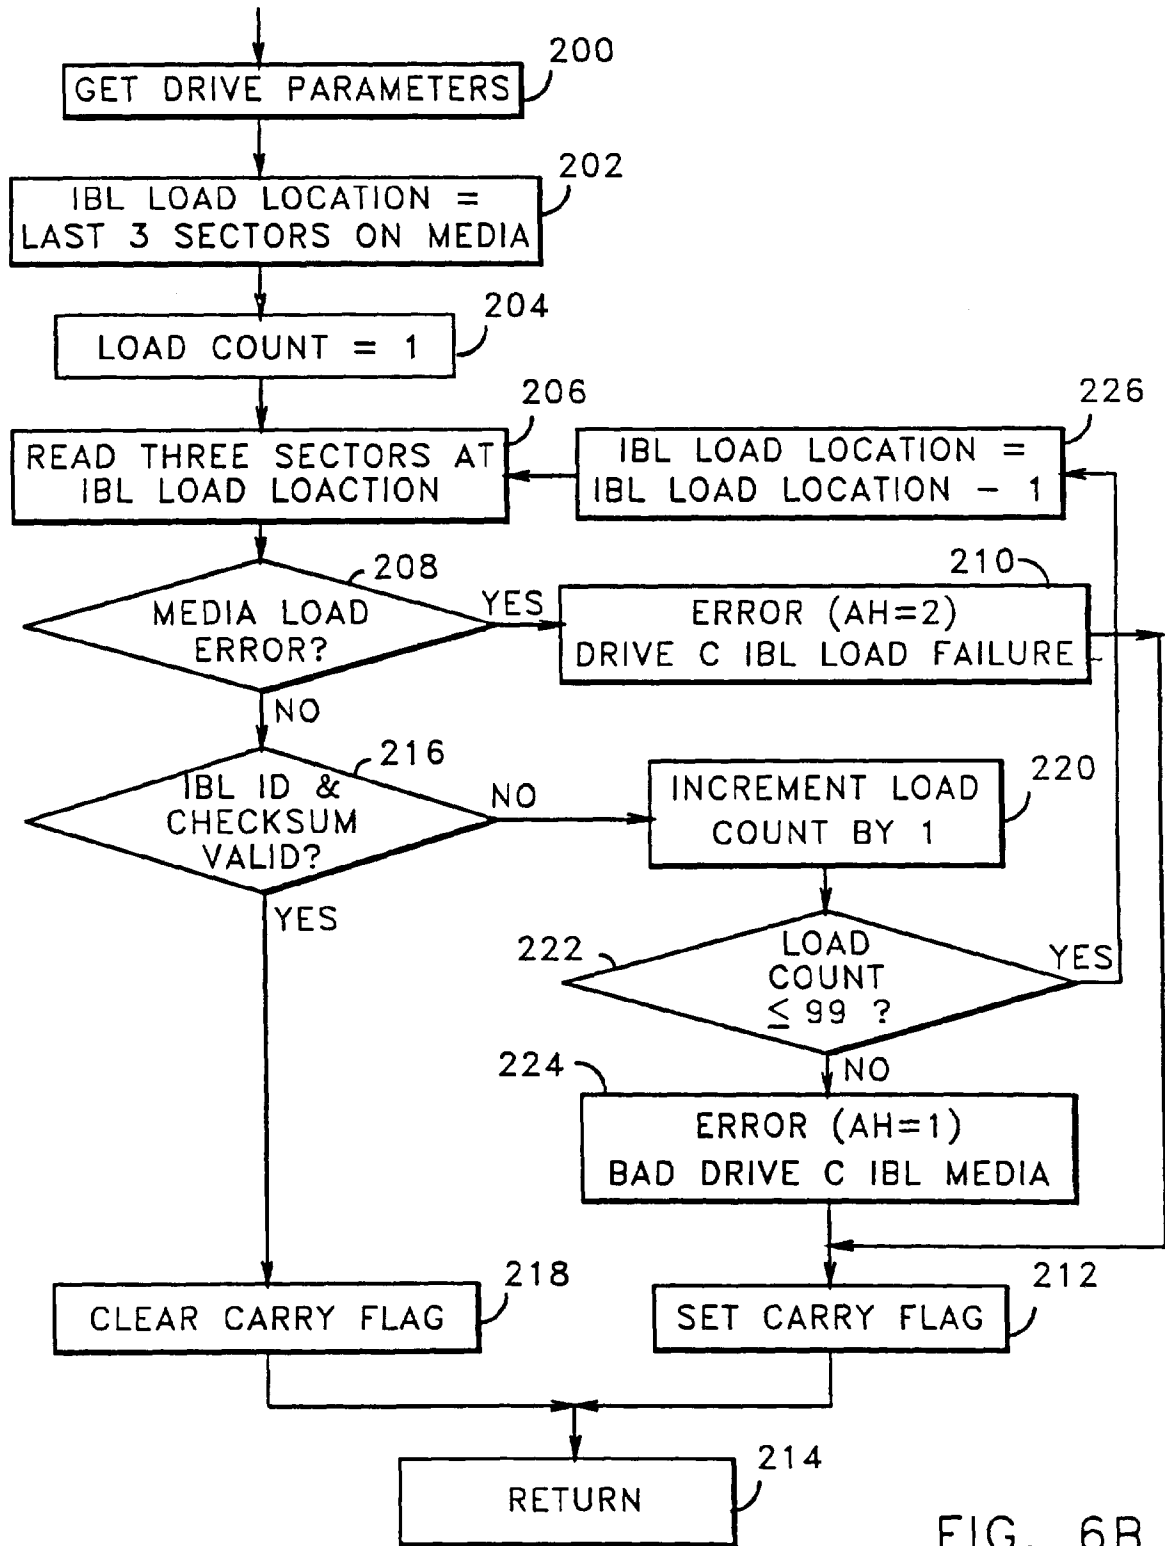 200
GET DRIVE PARAMETERS
202
IBL LOAD LOCATION =
LAST 3 SECTORS ON MEDIA
204
LOAD COUNT = 1
206
READ THREE SECTORS AT
IBL LOAD LOACTION
226
IBL LOAD LOCATION =
IBL LOAD LOCATION - 1
208
MEDIA LOAD
ERROR?
YES
NO
210
ERROR (AH=2)
DRIVE C IBL LOAD FAILURE
216
IBL ID &
CHECKSUM
VALID?
NO
YES
220
INCREMENT LOAD
COUNT BY 1
222
LOAD
COUNT
≤ 99 ?
YES
NO
224
ERROR (AH=1)
BAD DRIVE C IBL MEDIA
218
CLEAR CARRY FLAG
212
SET CARRY FLAG
214
RETURN
FIG. 6B